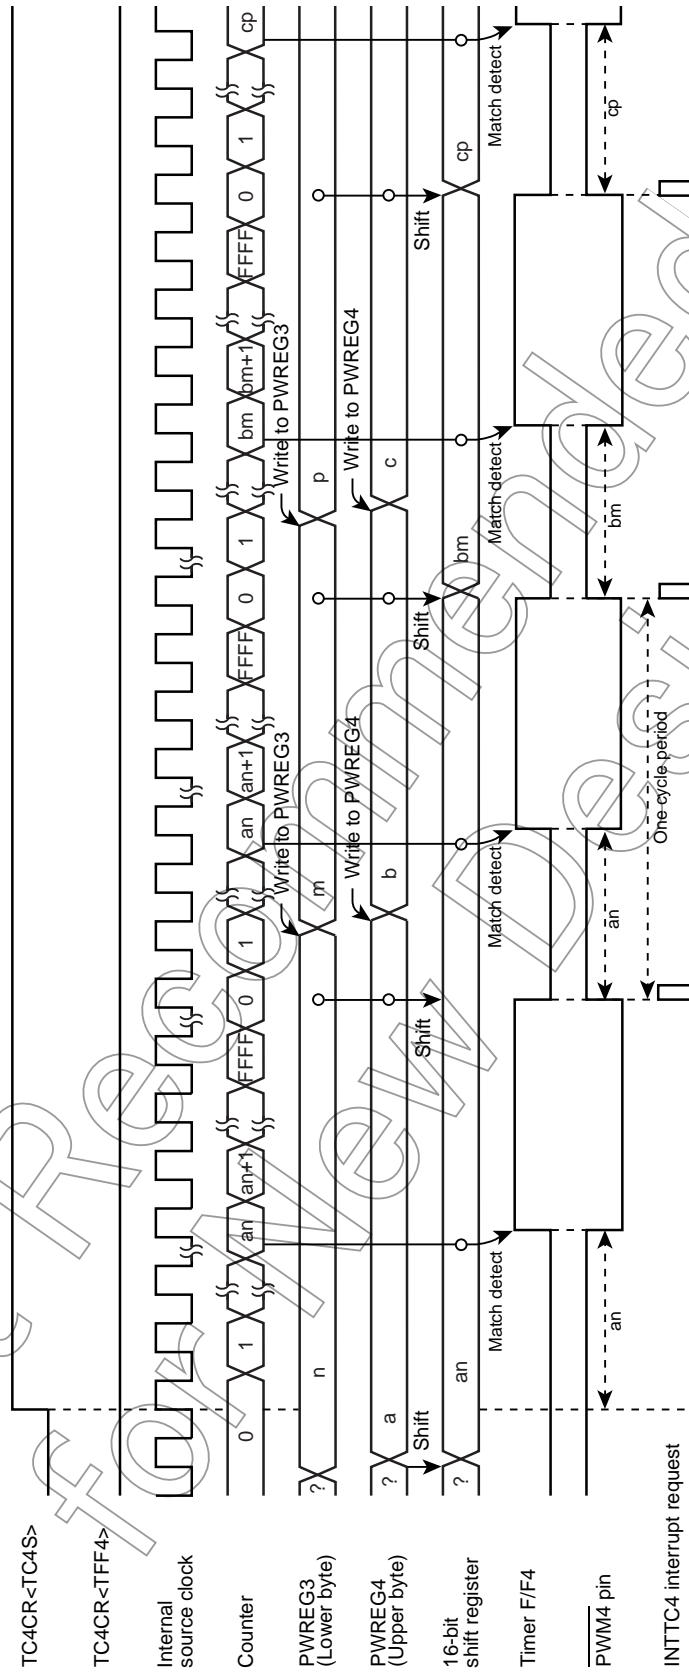 TC4CR<TC4S>
TC4CR<TFF4>
Internal
source clock
Counter
0 1 an an+1 FFFF 0 1 an an+1 FFFF 0 1 bm bm+1 FFFF 0 1 cp
Write to PWREG3
Write to PWREG3
PWREG3
(Lower byte)
? n m p
Write to PWREG4
Write to PWREG4
PWREG4
(Upper byte)
? a b c
Shift
Shift
Shift
Shift
16-bit
shift register
? an bm cp
Match detect
Match detect
Match detect
Match detect
Timer F/F4
PWM4 pin
an an bm cp
One cycle period
INTTC4 interrupt request
Recommended
for New Desi